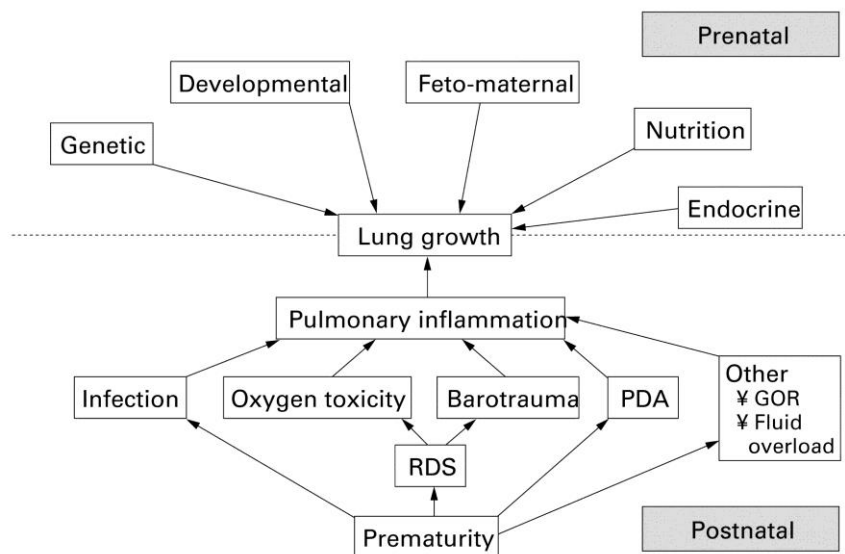 Prenatal
Developmental
Feto-maternal
Nutrition
Genetic
Endocrine
Lung growth
Pulmonary inflammation
Infection
Oxygen toxicity
Barotrauma
PDA
Other
¥ GOR
¥ Fluid
overload
RDS
Prematurity
Postnatal